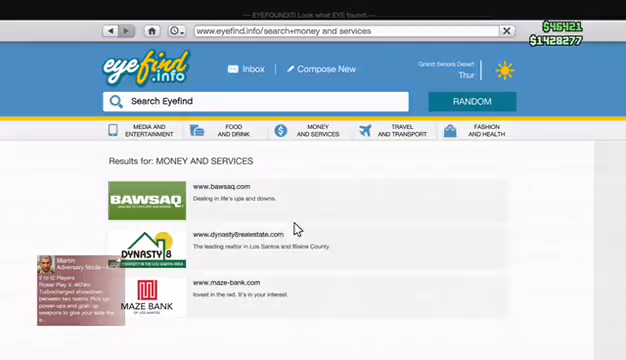 EYEFOUNDIT! Look what EYE found!
www.eyefind.info/search+money and services
$46421
$1428277
eyefind.info
Inbox
Compose New
Grand Senora Desert
Thur
Search Eyefind
RANDOM
MEDIA AND ENTERTAINMENT
FOOD AND DRINK
MONEY AND SERVICES
TRAVEL AND TRANSPORT
FASHION AND HEALTH
Results for: MONEY AND SERVICES
BAWSAQ
www.bawsaq.com
Dealing in life's ups and downs.
DYNASTY 8
www.dynasty8realestate.com
The leading realtor in Los Santos and Blaine County.
MAZE BANK
OF LOS SANTOS
www.maze-bank.com
Invest in the red. It's in your interest.
Martin:
Adversary Mode
2 to 12 Players
Power Play V.
Turbocharged showdown
between two teams. Pick up
power-ups and grab
weapons to give your side the